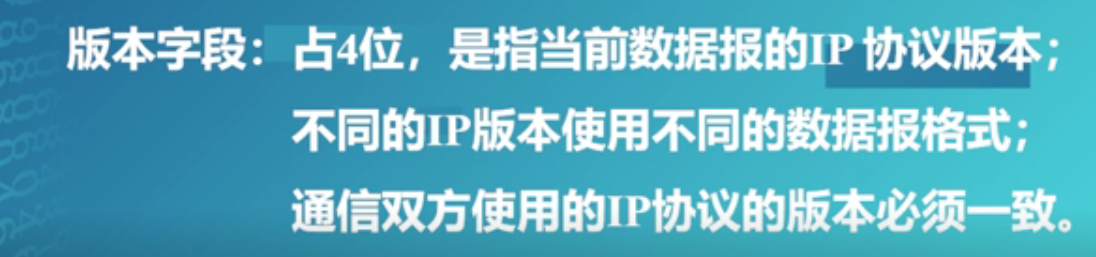 版本字段：占4位，是指当前数据报的IP 协议版本；
不同的IP版本使用不同的数据报格式；
通信双方使用的IP协议的版本必须一致。